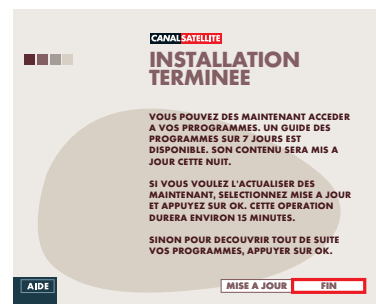 CANALSATELLITE
INSTALLATION
TERMINEE
VOUS POUVEZ DES MAINTENANT ACCEDER
A VOS PRROGRAMMES. UN GUIDE DES
PROGRAMMES SUR 7 JOURS EST
DISPONIBLE. SON CONTENU SERA MIS A
JOUR CETTE NUIT.
SI VOUS VOULEZ L'ACTUALISER DES
MAINTENANT, SELECTIONNEZ MISE A JOUR
ET APPUYEZ SUR OK. CETTE OPERATION
DURERA ENVIRON 15 MINUTES.
SINON POUR DECOUVRIR TOUT DE SUITE
VOS PROGRAMMES, APPUYER SUR OK.
AIDE MISE A JOUR FIN